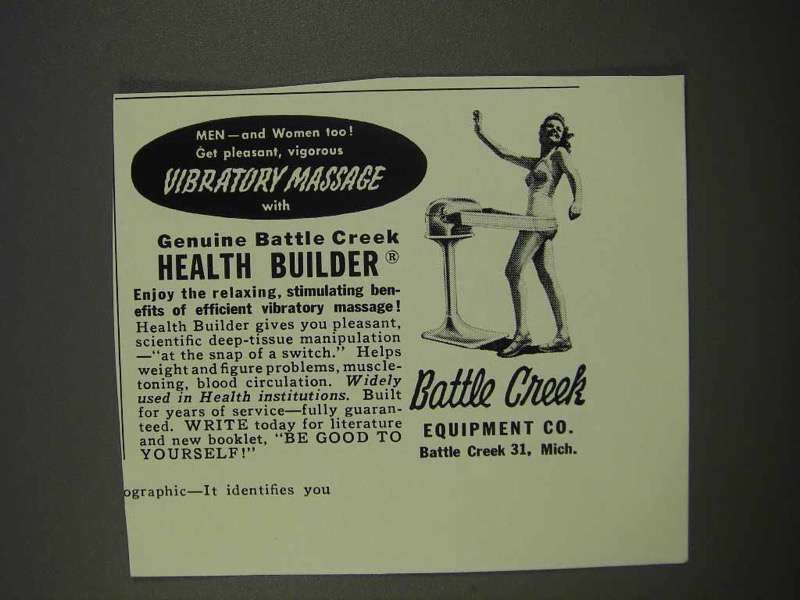 MEN—and Women too!
Get pleasant, vigorous
VIBRATORY MASSAGE
with
Genuine Battle Creek
HEALTH BUILDER®
Enjoy the relaxing, stimulating ben-
efits of efficient vibratory massage!
Health Builder gives you pleasant,
scientific deep-tissue manipulation
—"at the snap of a switch." Helps
weight and figure problems, muscle-
toning, blood circulation. Widely
used in Health institutions. Built
for years of service—fully guaran-
teed. WRITE today for literature
and new booklet, "BE GOOD TO
YOURSELF!"
Battle Creek
EQUIPMENT CO.
Battle Creek 31, Mich.
ographic—It identifies you